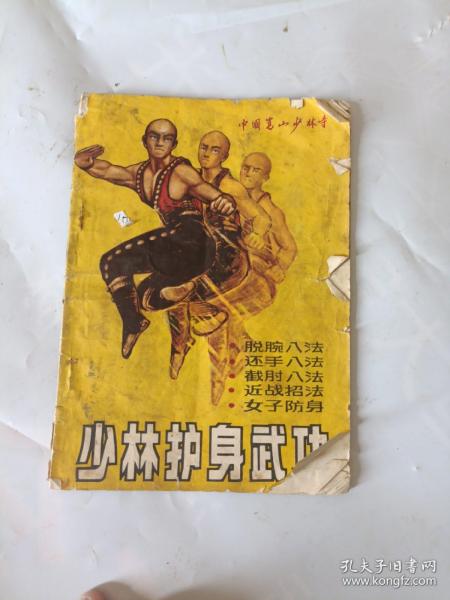 中国嵩山少林寺
脱腕八法
还手八法
截肘八法
近战招法
女子防身
少林护身武功
孔夫子旧书网
www.kongfz.com